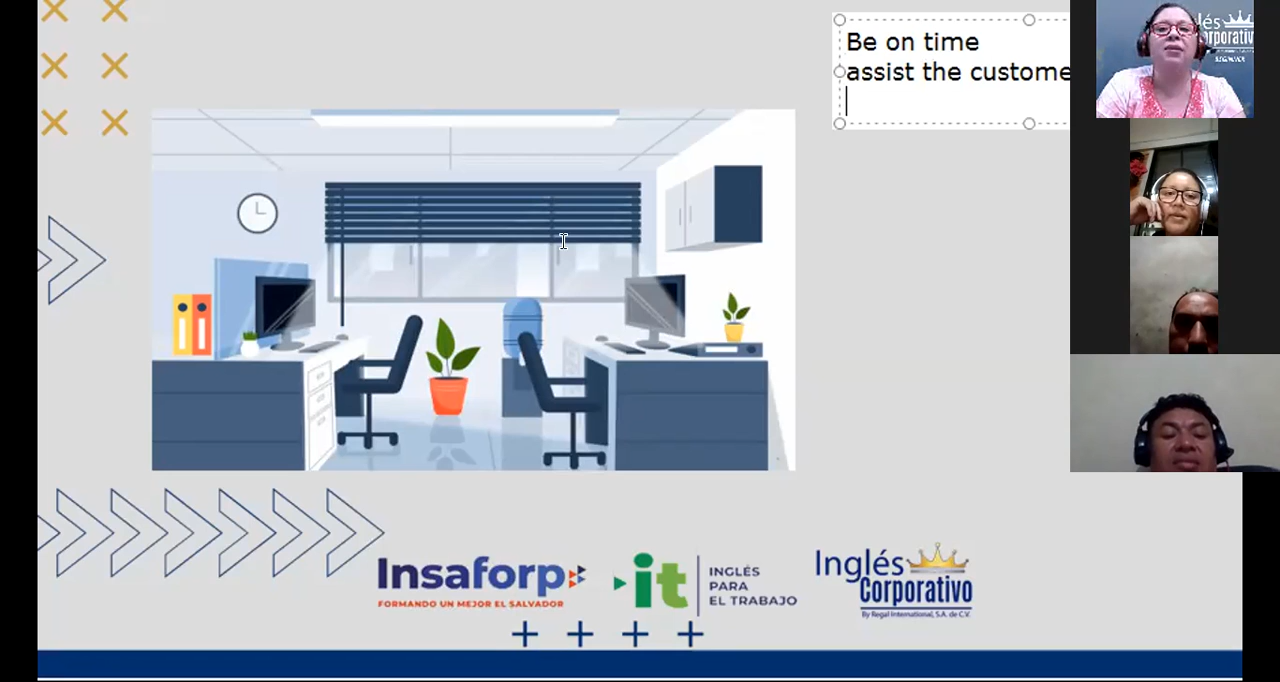 Be on time
assist the custome
Insaforp
FORMANDO UN MEJOR EL SALVADOR
it
INGLÉS
PARA
EL TRABAJO
Inglés
Corporativo
By Regal International, S.A. de C.V.